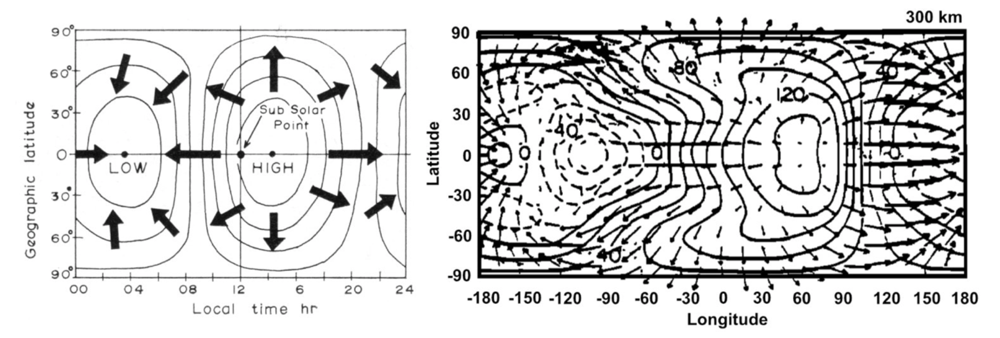 90°
60°
30°
0
30°
60°
90°
Geographic latitude
Sub Solar
Point
LOW
HIGH
00 04 08 12 6 20 24
Local time hr
300 km
90
60
30
0
-30
-60
-90
Latitude
80
40
120
40
0
0
0
40
-180 -150 -120 -90 -60 -30 0 30 60 90 120 150 180
Longitude